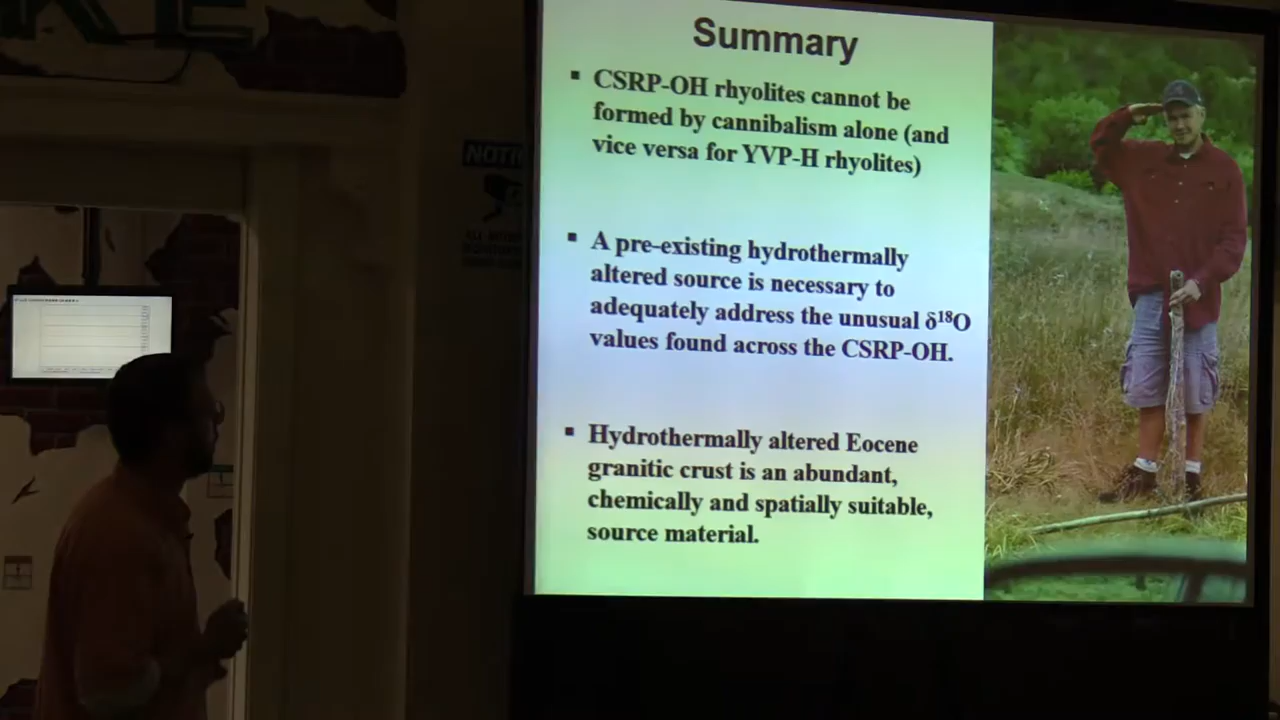 KE
NOTI
Summary
▪ CSRP-OH rhyolites cannot be
formed by cannibalism alone (and
vice versa for YVP-H rhyolites)
▪ A pre-existing hydrothermally
altered source is necessary to
adequately address the unusual δ¹⁸O
values found across the CSRP-OH.
▪ Hydrothermally altered Eocene
granitic crust is an abundant,
chemically and spatially suitable,
source material.